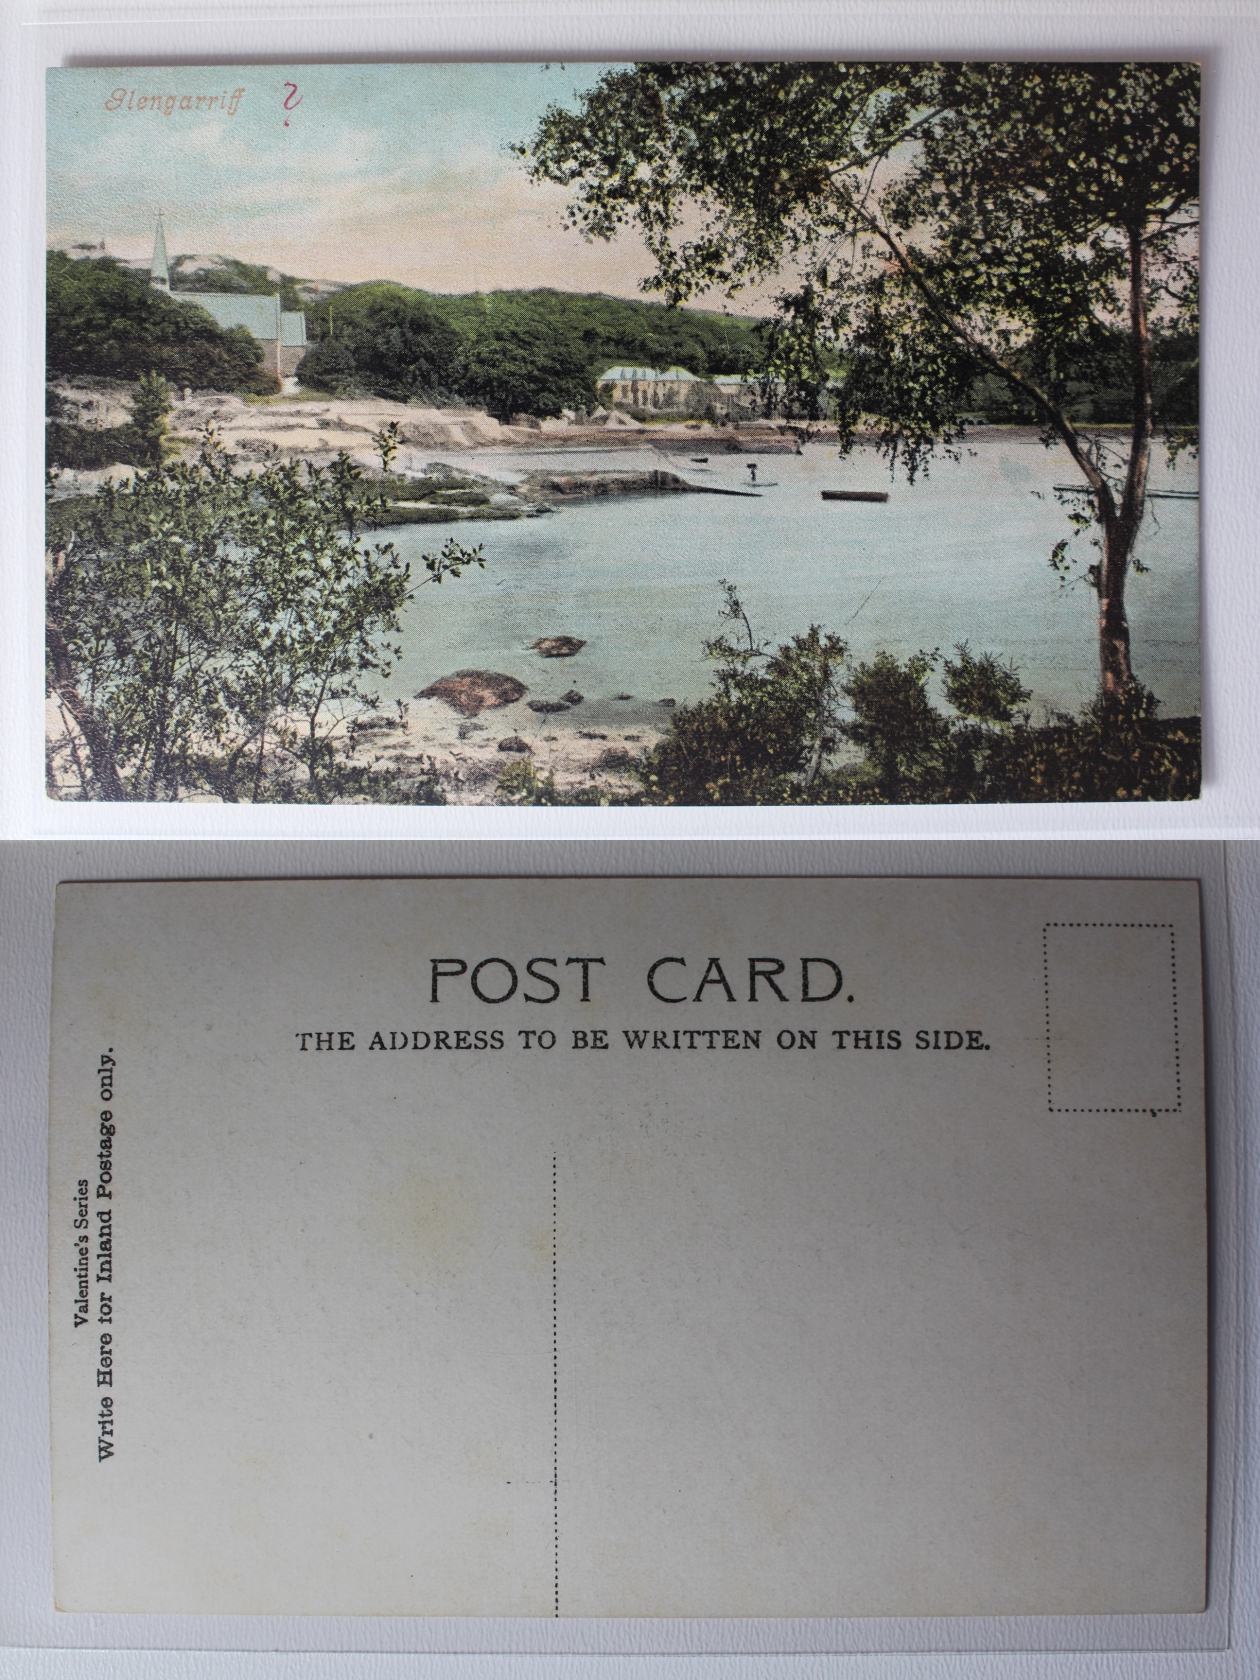 Glengarriff
POST CARD.
THE ADDRESS TO BE WRITTEN ON THIS SIDE.
Valentine's Series
Write Here for Inland Postage only.